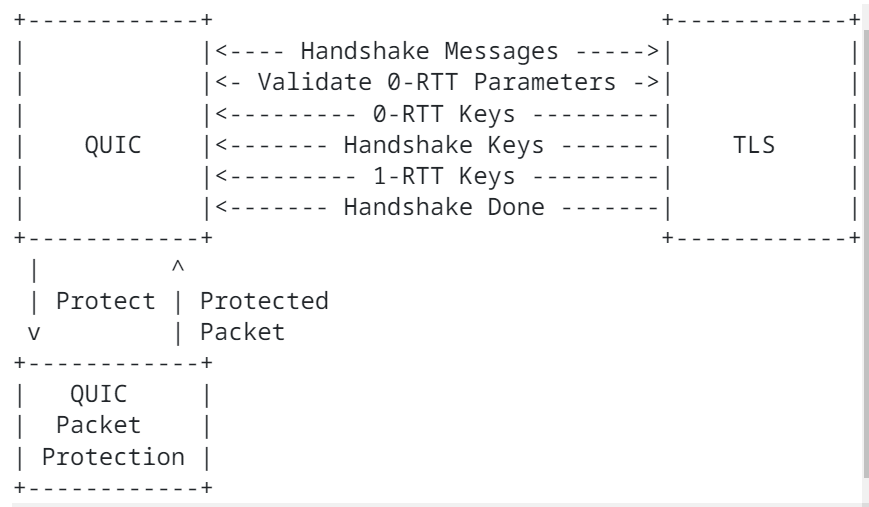 +------------+                               +------------+
|            |<---- Handshake Messages ----->|            |
|            |<- Validate 0-RTT Parameters ->|            |
|            |<--------- 0-RTT Keys ---------|            |
|    QUIC    |<------- Handshake Keys -------|    TLS     |
|            |<--------- 1-RTT Keys ---------|            |
|            |<------- Handshake Done -------|            |
+------------+                               +------------+
 |         ^
 | Protect | Protected
 v         | Packet
+------------+
|   QUIC     |
|  Packet    |
| Protection |
+------------+